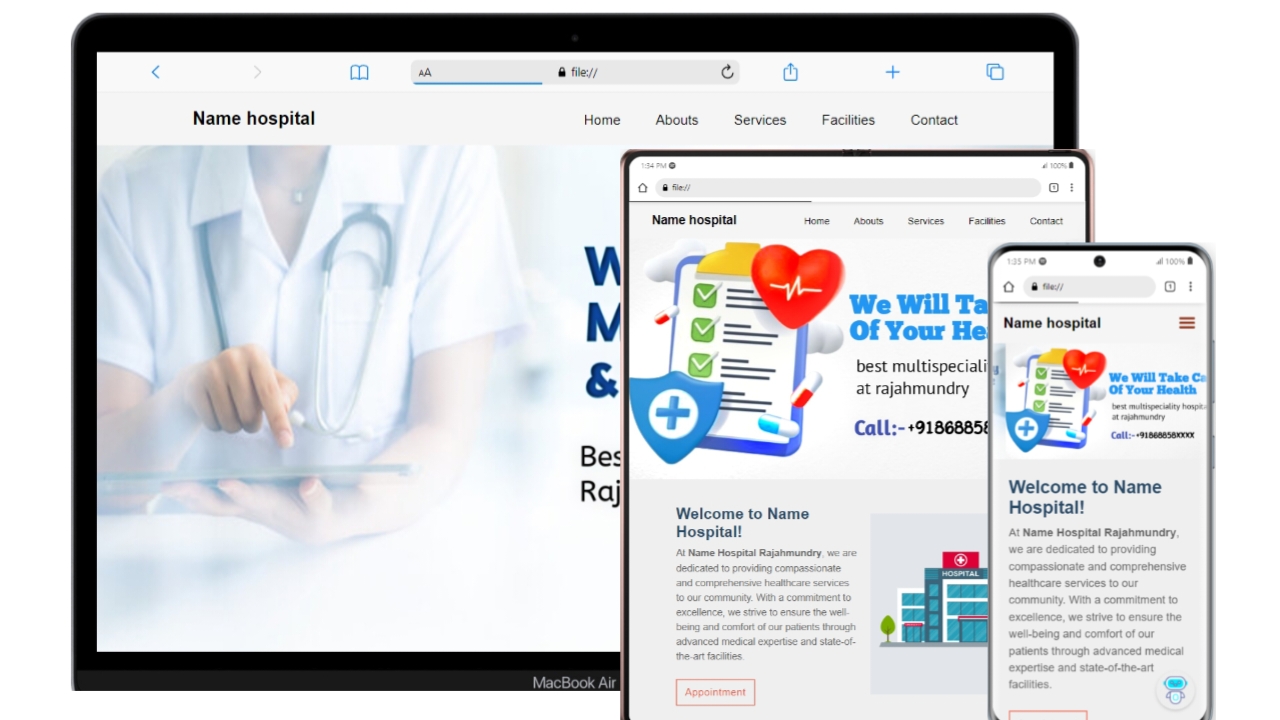 AA
file://
Name hospital
Home Abouts Services Facilities Contact
W
M
&
Bes
Raj
MacBook Air
1:34 PM
100%
file://
1
Name hospital
Home Abouts Services Facilities Contact
We Will Ta
Of Your He
best multispeciali
at rajahmundry
Call:-+91868858
Welcome to Name
Hospital!
At Name Hospital Rajahmundry, we are
dedicated to providing compassionate
and comprehensive healthcare services
to our community. With a commitment to
excellence, we strive to ensure the well-
being and comfort of our patients through
advanced medical expertise and state-of-
the-art facilities.
Appointment
HOSPITAL
1:35 PM
100%
file://
1
Name hospital
We Will Take Ca
Of Your Health
best multispeciality hospita
at rajahmundry
Call:-+91868858XXXX
Welcome to Name
Hospital!
At Name Hospital Rajahmundry,
we are dedicated to providing
compassionate and comprehensive
healthcare services to our
community. With a commitment to
excellence, we strive to ensure the
well-being and comfort of our
patients through advanced medical
expertise and state-of-the-art
facilities.